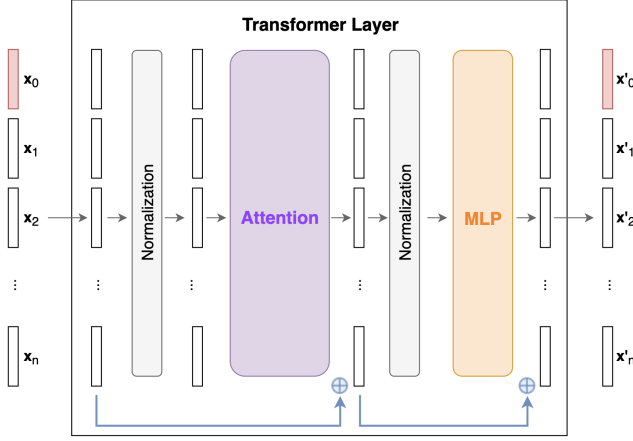 Transformer Layer
x0
x1
x2
...
xn
Normalization
Attention
Normalization
MLP
x'0
x'1
x'2
...
x'n